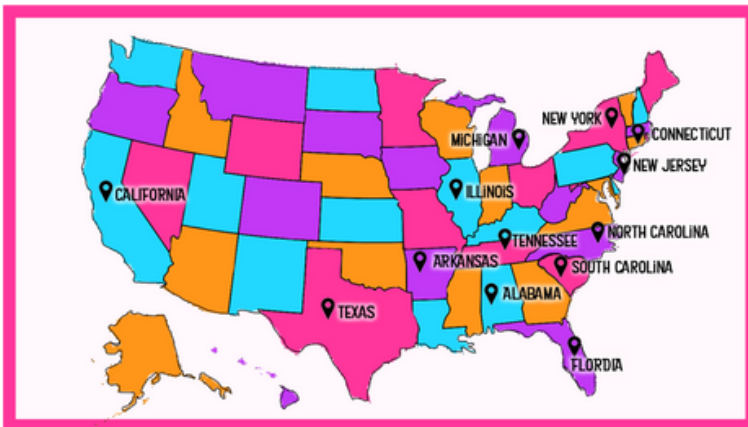 NEW YORK
MICHIGAN
CONNECTICUT
NEW JERSEY
CALIFORNIA
ILLINOIS
TENNESSEE
NORTH CAROLINA
ARKANSAS
SOUTH CAROLINA
ALABAMA
TEXAS
FLORDIA